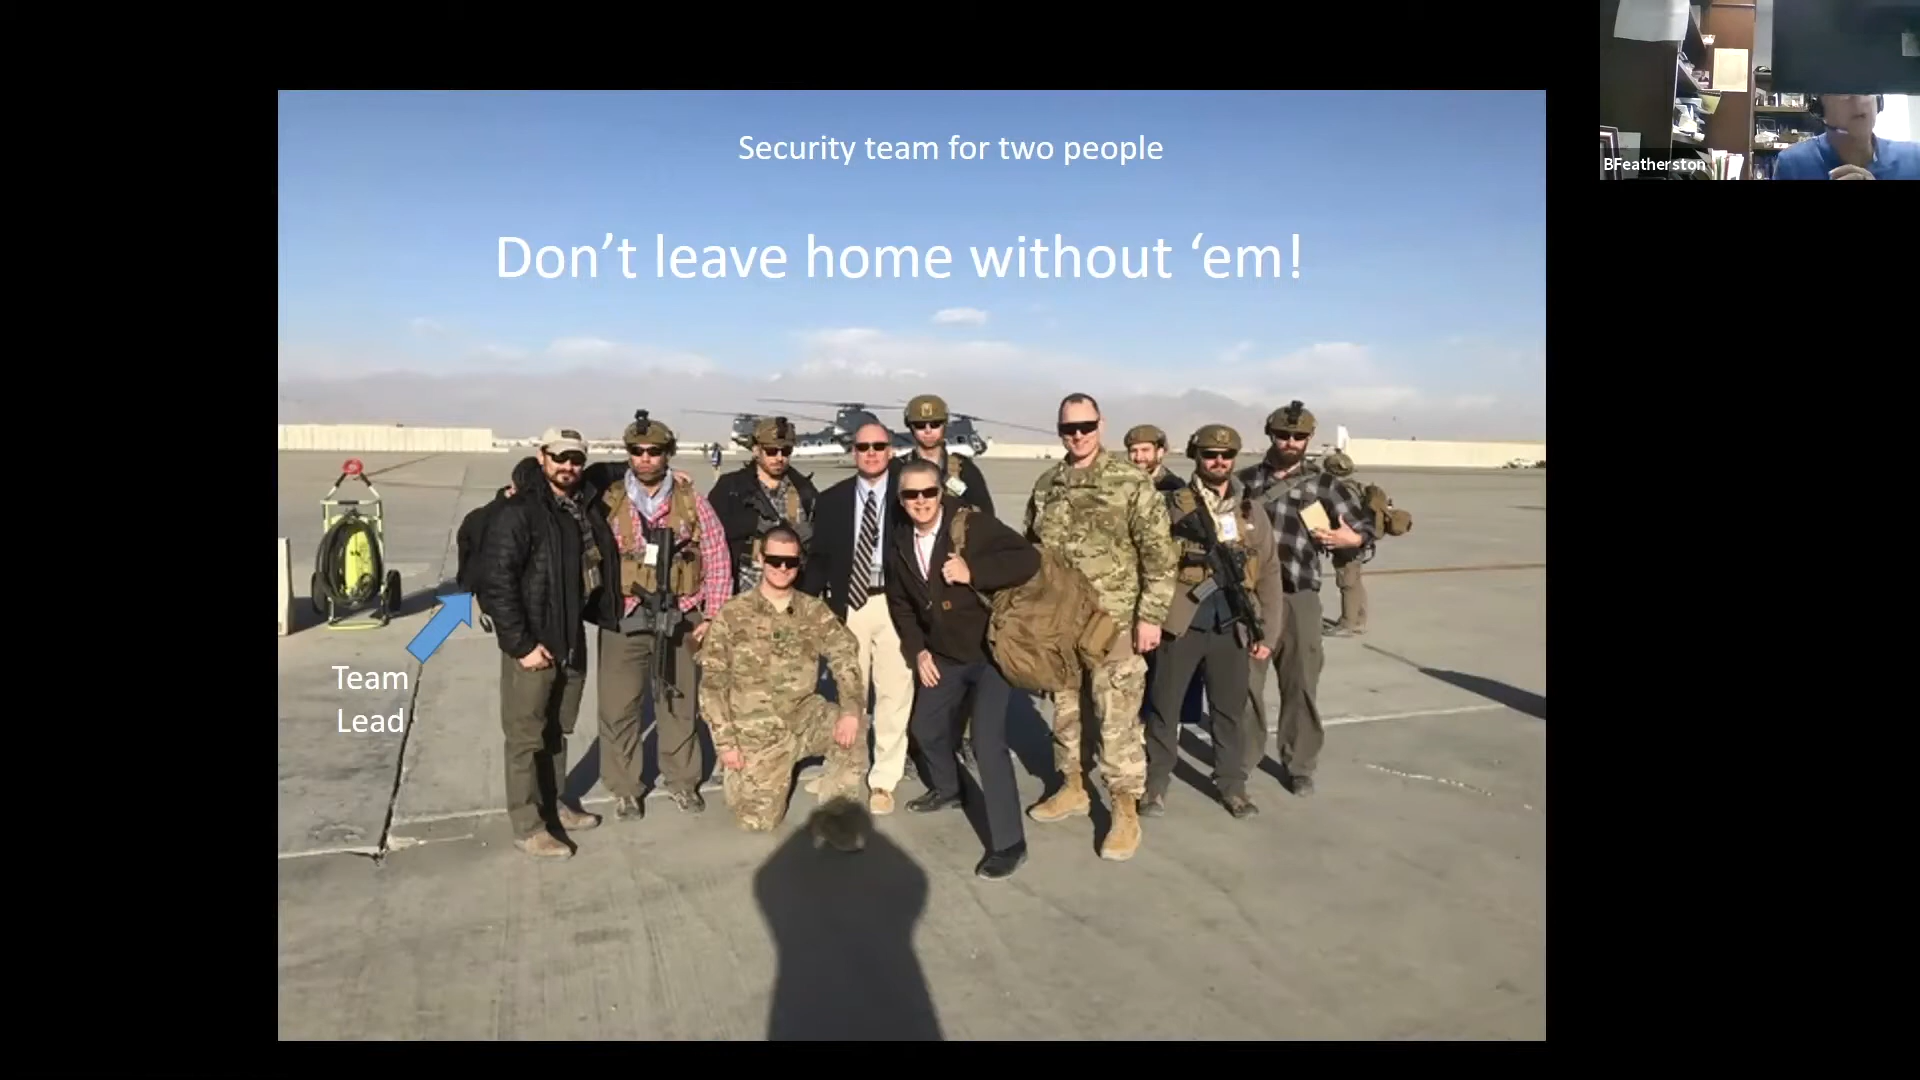 Security team for two people
Don’t leave home without ‘em!
Team
Lead
BFeatherston